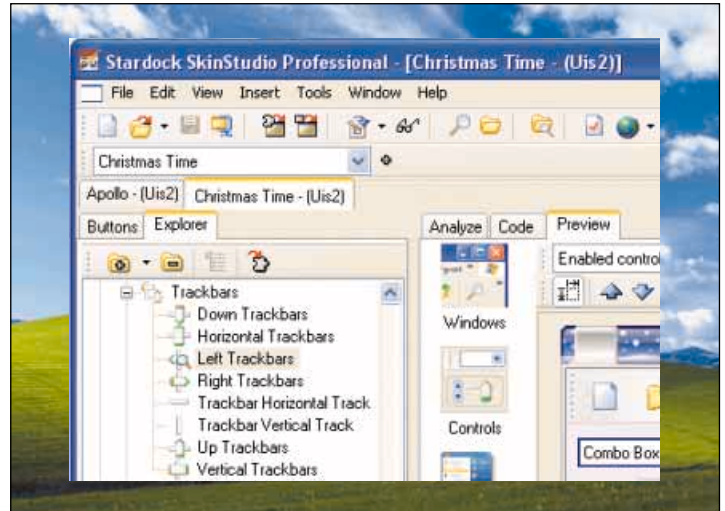 Stardock SkinStudio Professional - [Christmas Time - (Uis2)]
File Edit View Insert Tools Window Help
Christmas Time
Apollo - (Uis2) Christmas Time - (Uis2)
Buttons Explorer
Analyze Code Preview
Enabled control
Trackbars
Down Trackbars
Horizontal Trackbars
Left Trackbars
Right Trackbars
Trackbar Horizontal Track
Trackbar Vertical Track
Up Trackbars
Vertical Trackbars
Windows
Controls
Combo Box